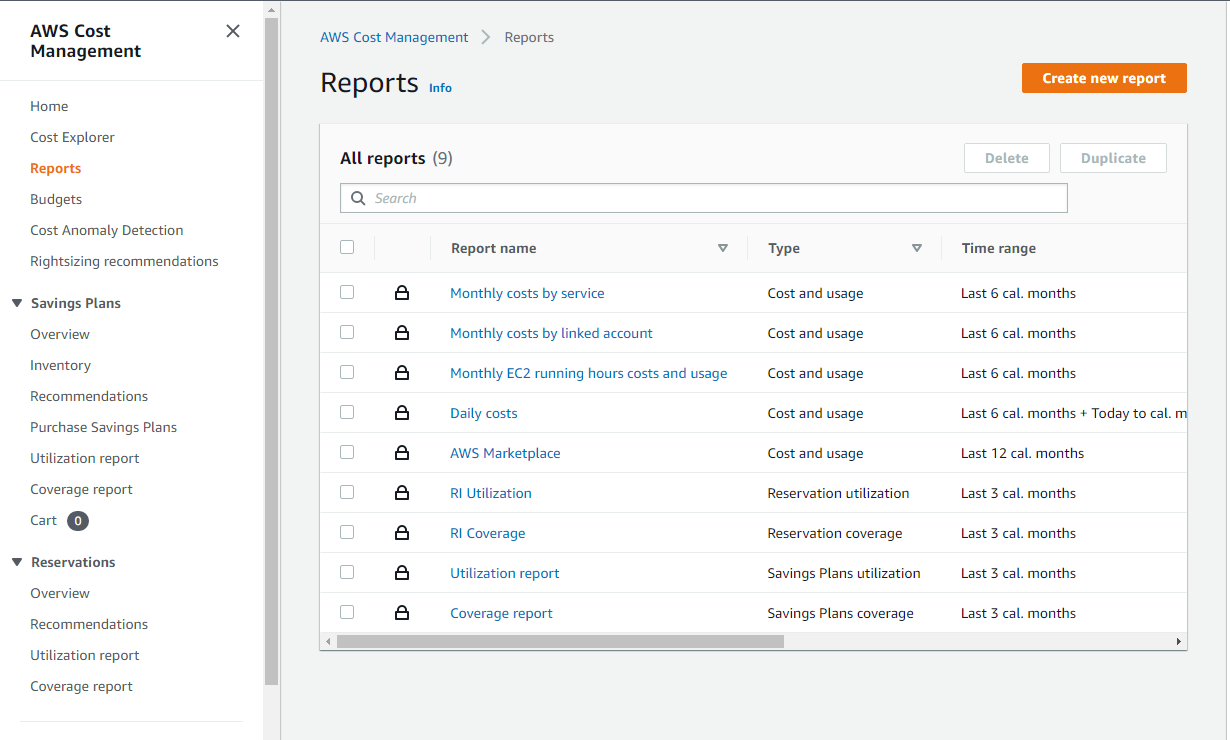 AWS Cost
Management
Home
Cost Explorer
Reports
Budgets
Cost Anomaly Detection
Rightsizing recommendations
Savings Plans
Overview
Inventory
Recommendations
Purchase Savings Plans
Utilization report
Coverage report
Cart 0
Reservations
Overview
Recommendations
Utilization report
Coverage report
AWS Cost Management Reports
Reports Info
Create new report
All reports (9)
Delete Duplicate
Search
Report name Type Time range
Monthly costs by service Cost and usage Last 6 cal. months
Monthly costs by linked account Cost and usage Last 6 cal. months
Monthly EC2 running hours costs and usage Cost and usage Last 6 cal. months
Daily costs Cost and usage Last 6 cal. months + Today to cal. m
AWS Marketplace Cost and usage Last 12 cal. months
RI Utilization Reservation utilization Last 3 cal. months
RI Coverage Reservation coverage Last 3 cal. months
Utilization report Savings Plans utilization Last 3 cal. months
Coverage report Savings Plans coverage Last 3 cal. months